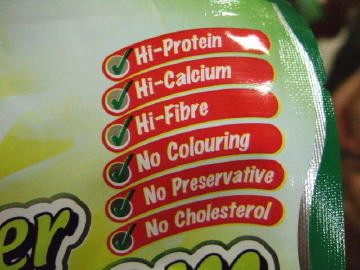 Hi-Protein
Hi-Calcium
Hi-Fibre
No Colouring
No Preservative
No Cholesterol